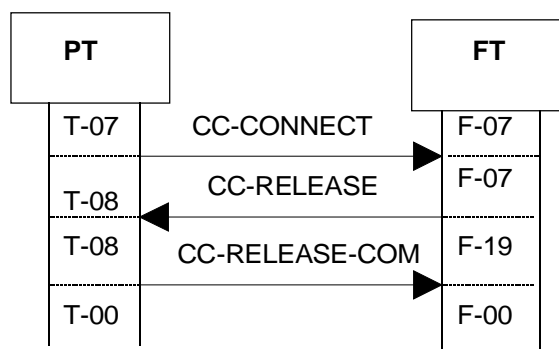 PT FT
T-07 CC-CONNECT F-07
CC-RELEASE F-07
T-08
T-08 CC-RELEASE-COM F-19
T-00 F-00